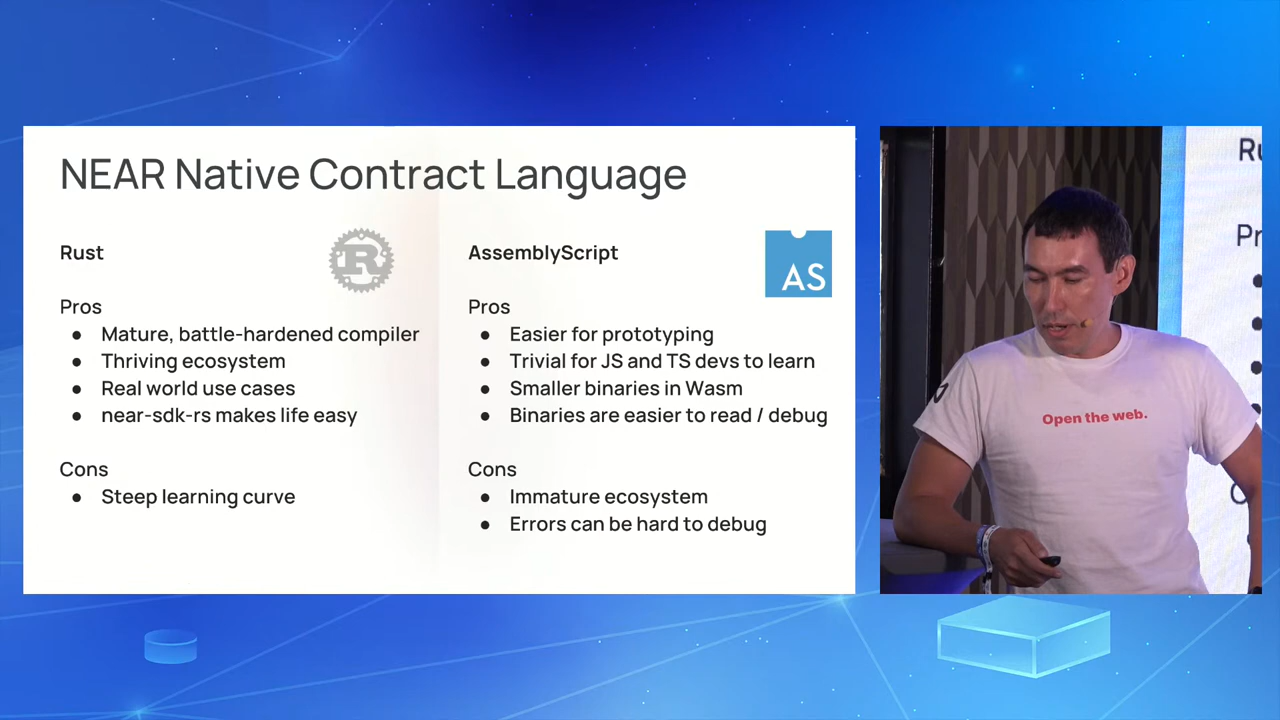 NEAR Native Contract Language
Rust
R
Pros
● Mature, battle-hardened compiler
● Thriving ecosystem
● Real world use cases
● near-sdk-rs makes life easy
Cons
● Steep learning curve
AssemblyScript
AS
Pros
● Easier for prototyping
● Trivial for JS and TS devs to learn
● Smaller binaries in Wasm
● Binaries are easier to read / debug
Cons
● Immature ecosystem
● Errors can be hard to debug
Open the web.
Ru
Pr